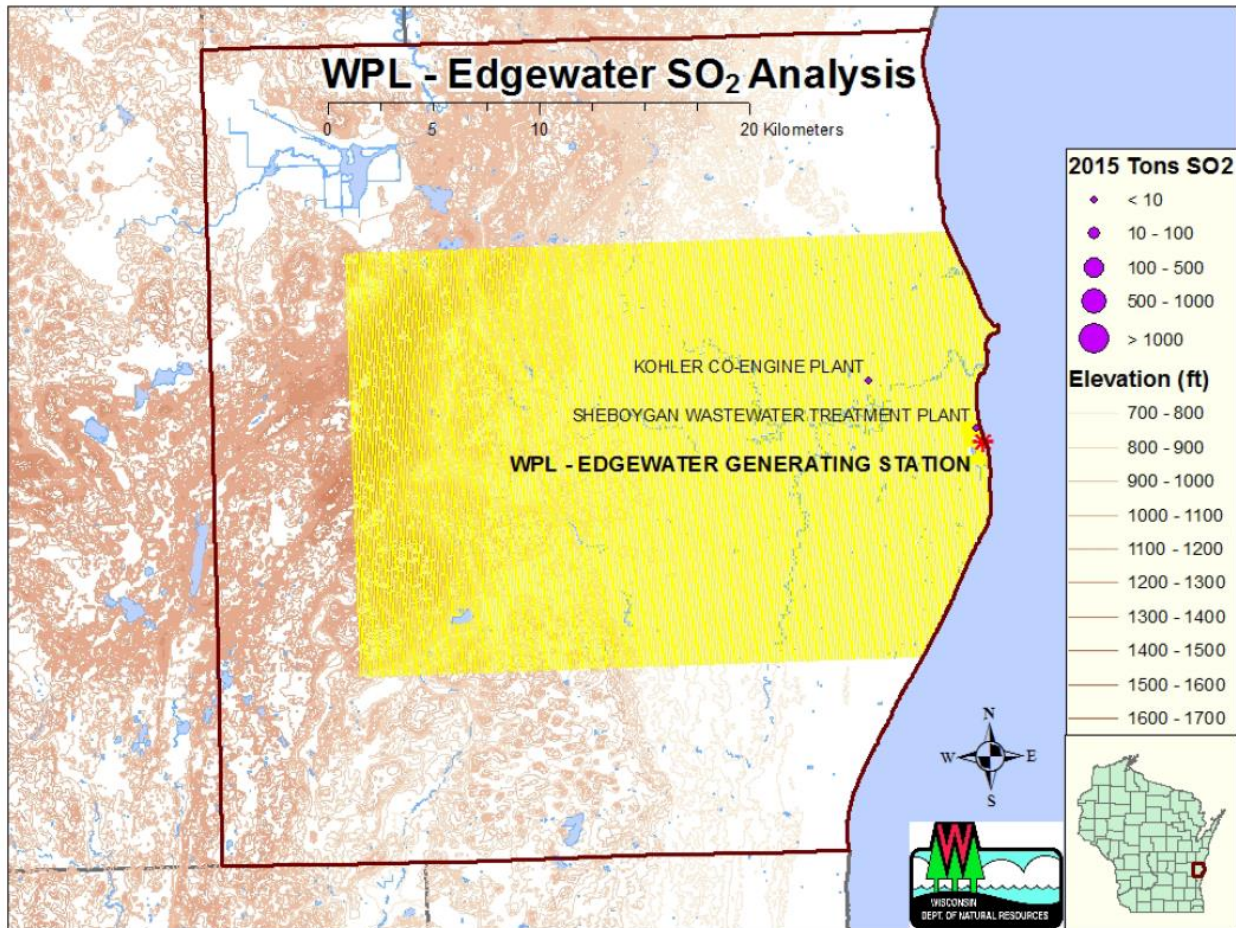 WPL - Edgewater SO₂ Analysis
0 5 10 20 Kilometers
2015 Tons SO2
< 10
10 - 100
100 - 500
500 - 1000
> 1000
Elevation (ft)
700 - 800
800 - 900
900 - 1000
1000 - 1100
1100 - 1200
1200 - 1300
1300 - 1400
1400 - 1500
1500 - 1600
1600 - 1700
KOHLER CO-ENGINE PLANT
SHEBOYGAN WASTEWATER TREATMENT PLANT
WPL - EDGEWATER GENERATING STATION
N
W E
S
W
WISCONSIN
DEPT. OF NATURAL RESOURCES